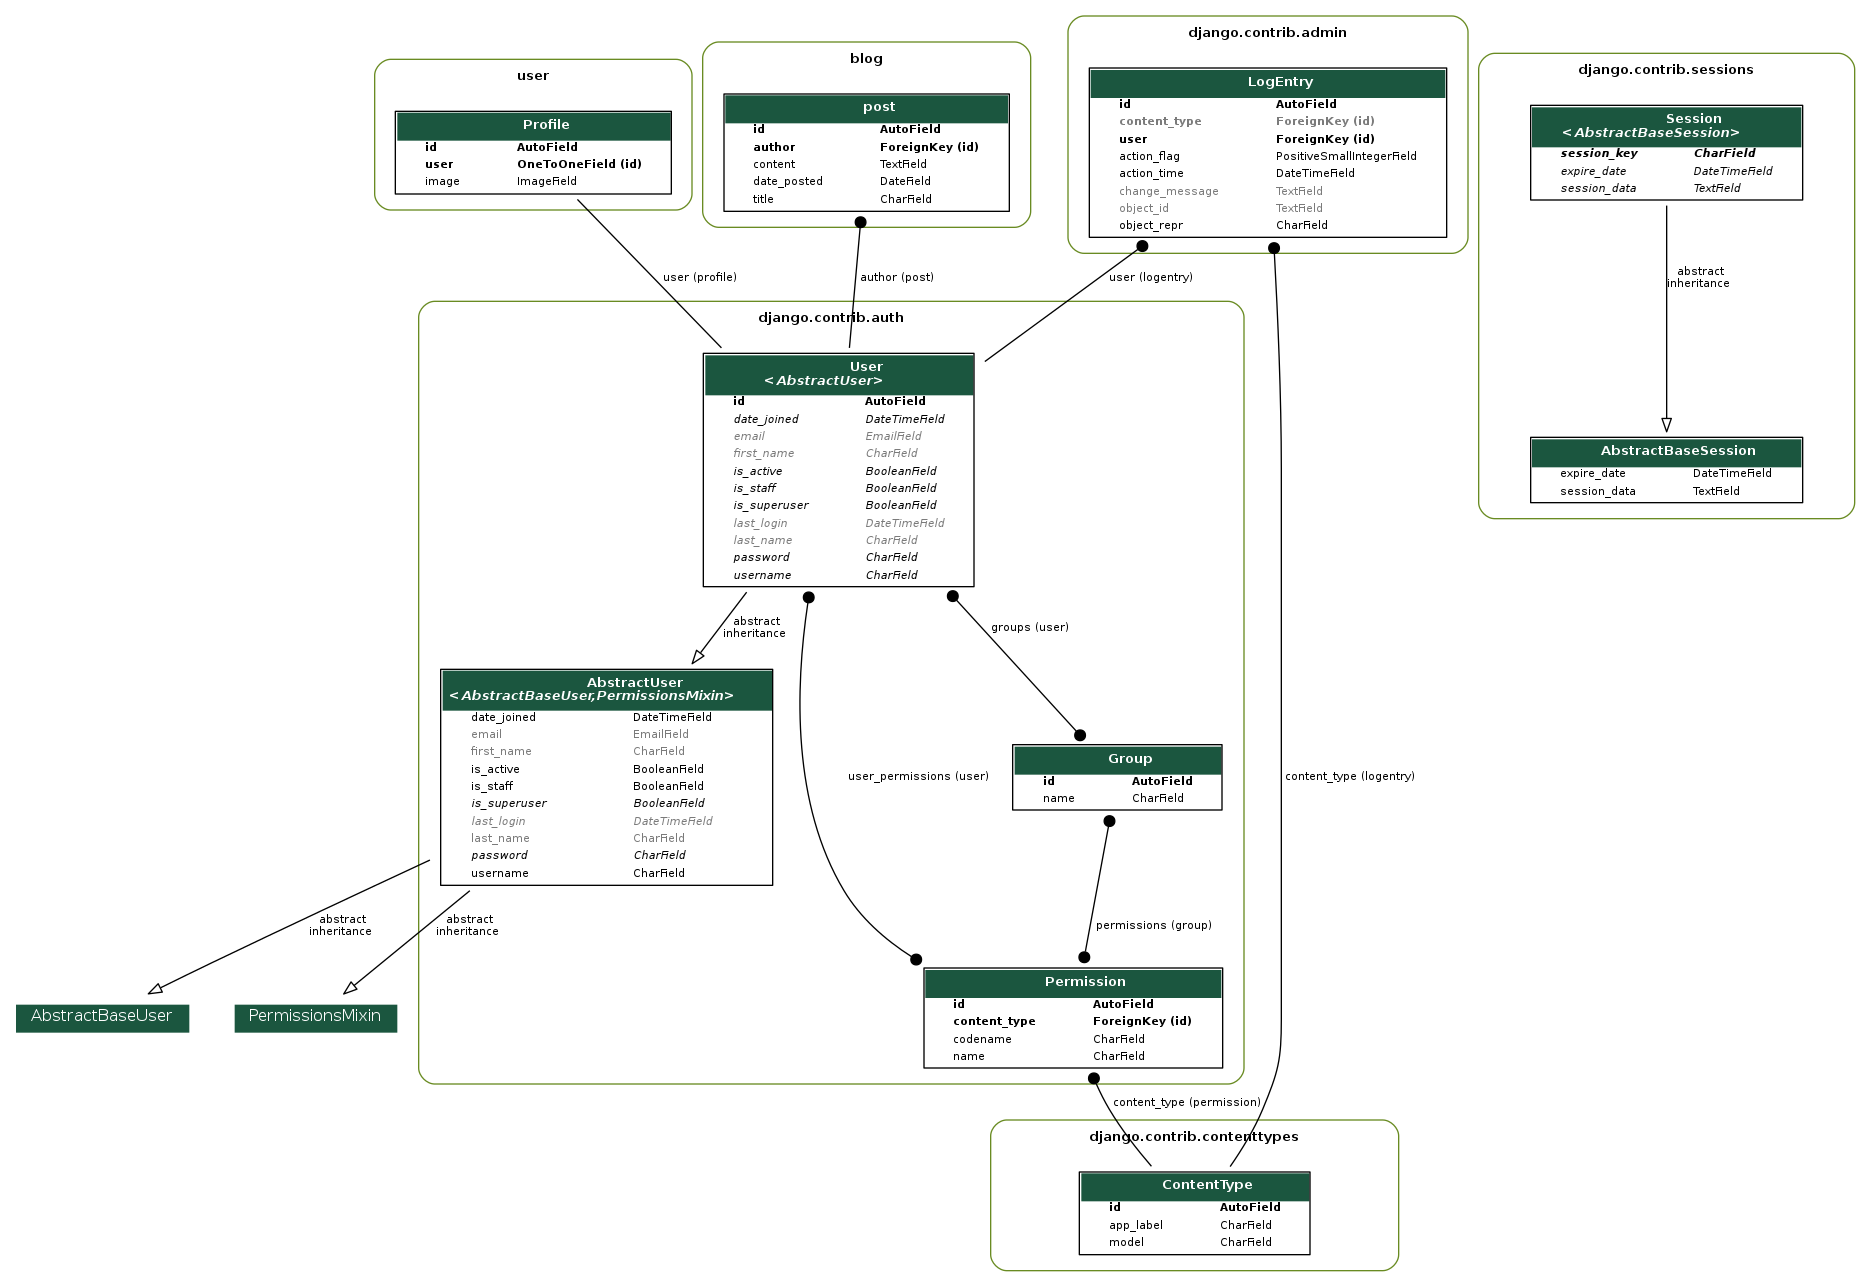 user
Profile
id AutoField
user OneToOneField (id)
image ImageField
blog
post
id AutoField
author ForeignKey (id)
content TextField
date_posted DateField
title CharField
django.contrib.admin
LogEntry
id AutoField
content_type ForeignKey (id)
user ForeignKey (id)
action_flag PositiveSmallIntegerField
action_time DateTimeField
change_message TextField
object_id TextField
object_repr CharField
django.contrib.sessions
Session
<AbstractBaseSession>
session_key CharField
expire_date DateTimeField
session_data TextField
abstract
inheritance
AbstractBaseSession
expire_date DateTimeField
session_data TextField
user (profile)
author (post)
user (logentry)
django.contrib.auth
User
<AbstractUser>
id AutoField
date_joined DateTimeField
email EmailField
first_name CharField
is_active BooleanField
is_staff BooleanField
is_superuser BooleanField
last_login DateTimeField
last_name CharField
password CharField
username CharField
abstract
inheritance
groups (user)
AbstractUser
<AbstractBaseUser,PermissionsMixin>
date_joined DateTimeField
email EmailField
first_name CharField
is_active BooleanField
is_staff BooleanField
is_superuser BooleanField
last_login DateTimeField
last_name CharField
password CharField
username CharField
user_permissions (user)
Group
id AutoField
name CharField
content_type (logentry)
abstract
inheritance
abstract
inheritance
permissions (group)
AbstractBaseUser
PermissionsMixin
Permission
id AutoField
content_type ForeignKey (id)
codename CharField
name CharField
content_type (permission)
django.contrib.contenttypes
ContentType
id AutoField
app_label CharField
model CharField